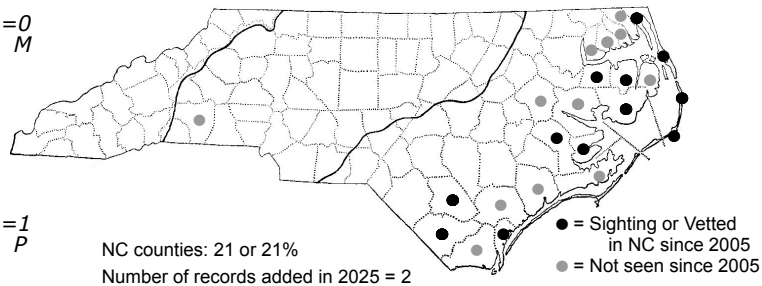 =0
M
=1
P
NC counties: 21 or 21%
Number of records added in 2025 = 2
= Sighting or Vetted
in NC since 2005
= Not seen since 2005